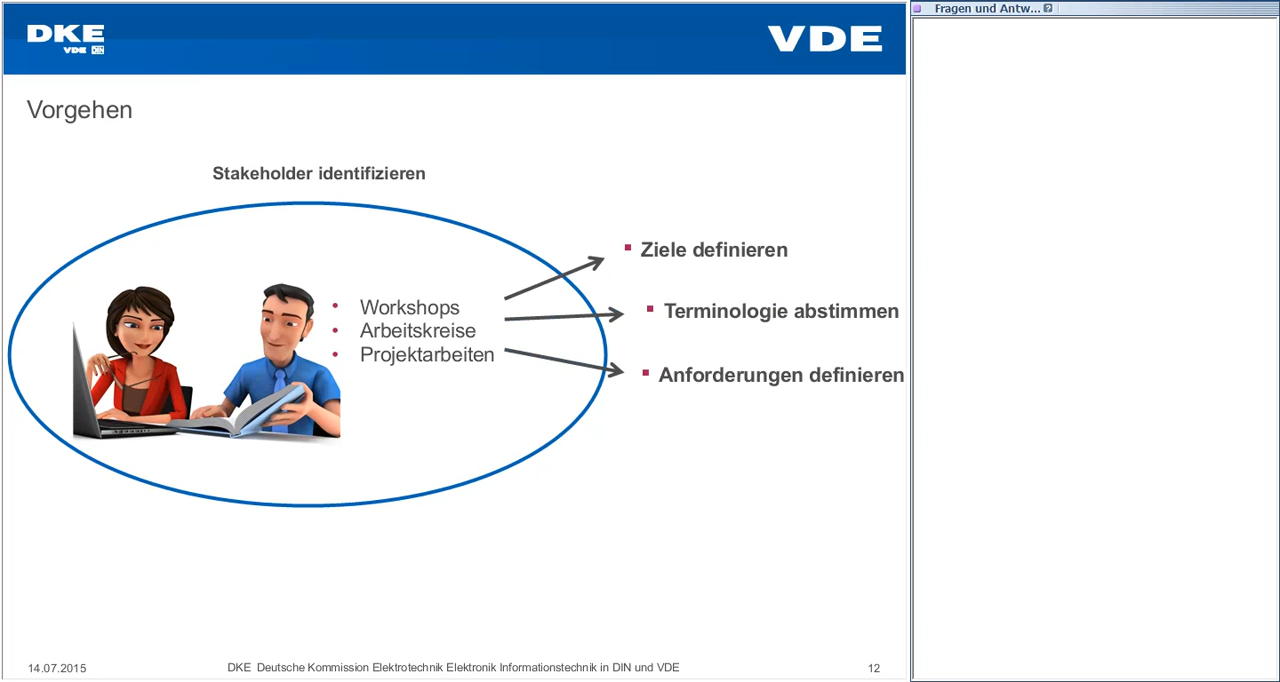 DKE
VDE DIN
VDE
Fragen und Antw...
Vorgehen
Stakeholder identifizieren
Workshops
Arbeitskreise
Projektarbeiten
Ziele definieren
Terminologie abstimmen
Anforderungen definieren
14.07.2015
DKE Deutsche Kommission Elektrotechnik Elektronik Informationstechnik in DIN und VDE
12